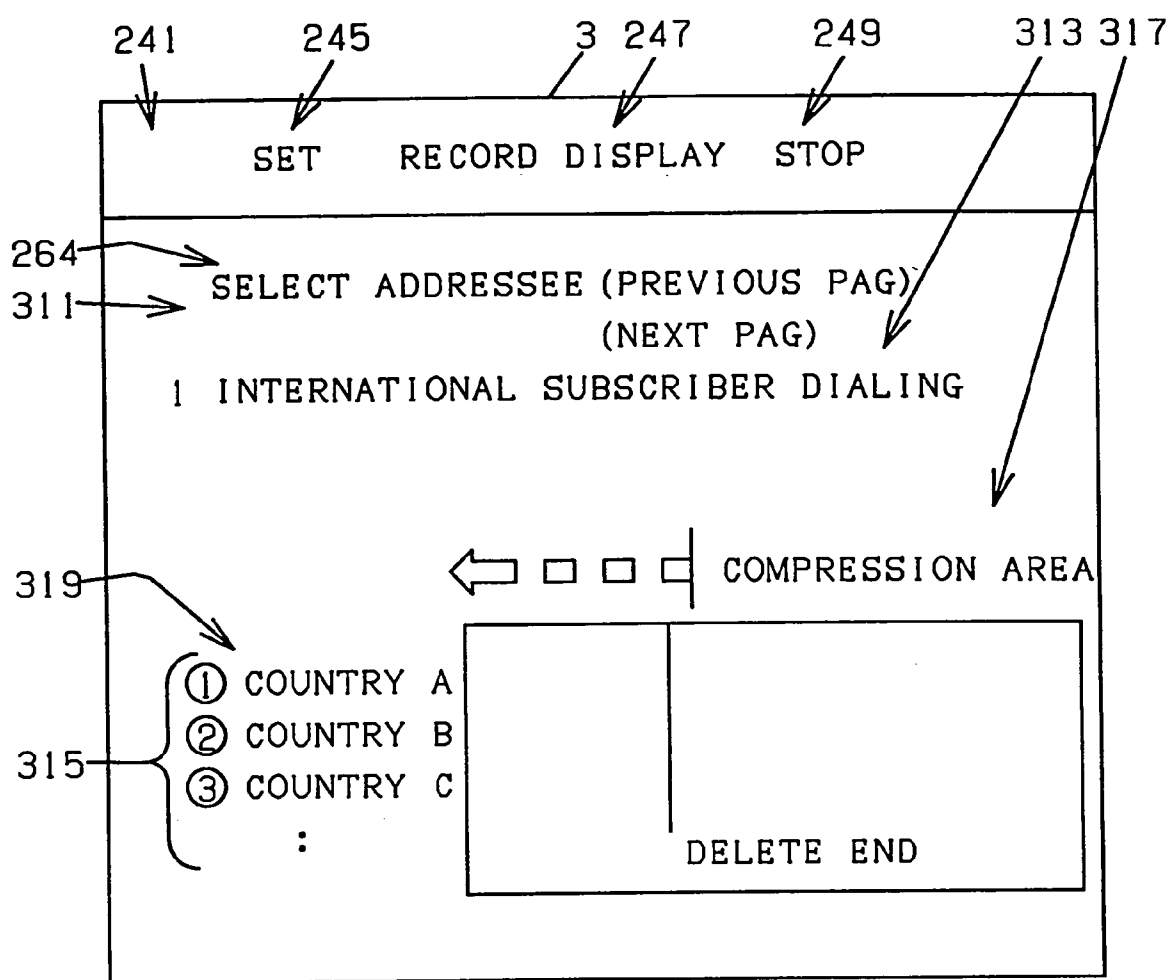 241 245 3 247 249 313 317
SET RECORD DISPLAY STOP
264
SELECT ADDRESSEE (PREVIOUS PAG)
311
(NEXT PAG)
1 INTERNATIONAL SUBSCRIBER DIALING
COMPRESSION AREA
319
① COUNTRY A
② COUNTRY B
315
③ COUNTRY C
:
DELETE END